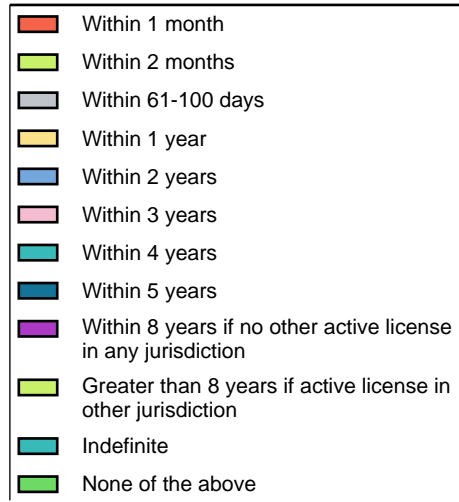 Within 1 month
Within 2 months
Within 61-100 days
Within 1 year
Within 2 years
Within 3 years
Within 4 years
Within 5 years
Within 8 years if no other active license
in any jurisdiction
Greater than 8 years if active license in
other jurisdiction
Indefinite
None of the above